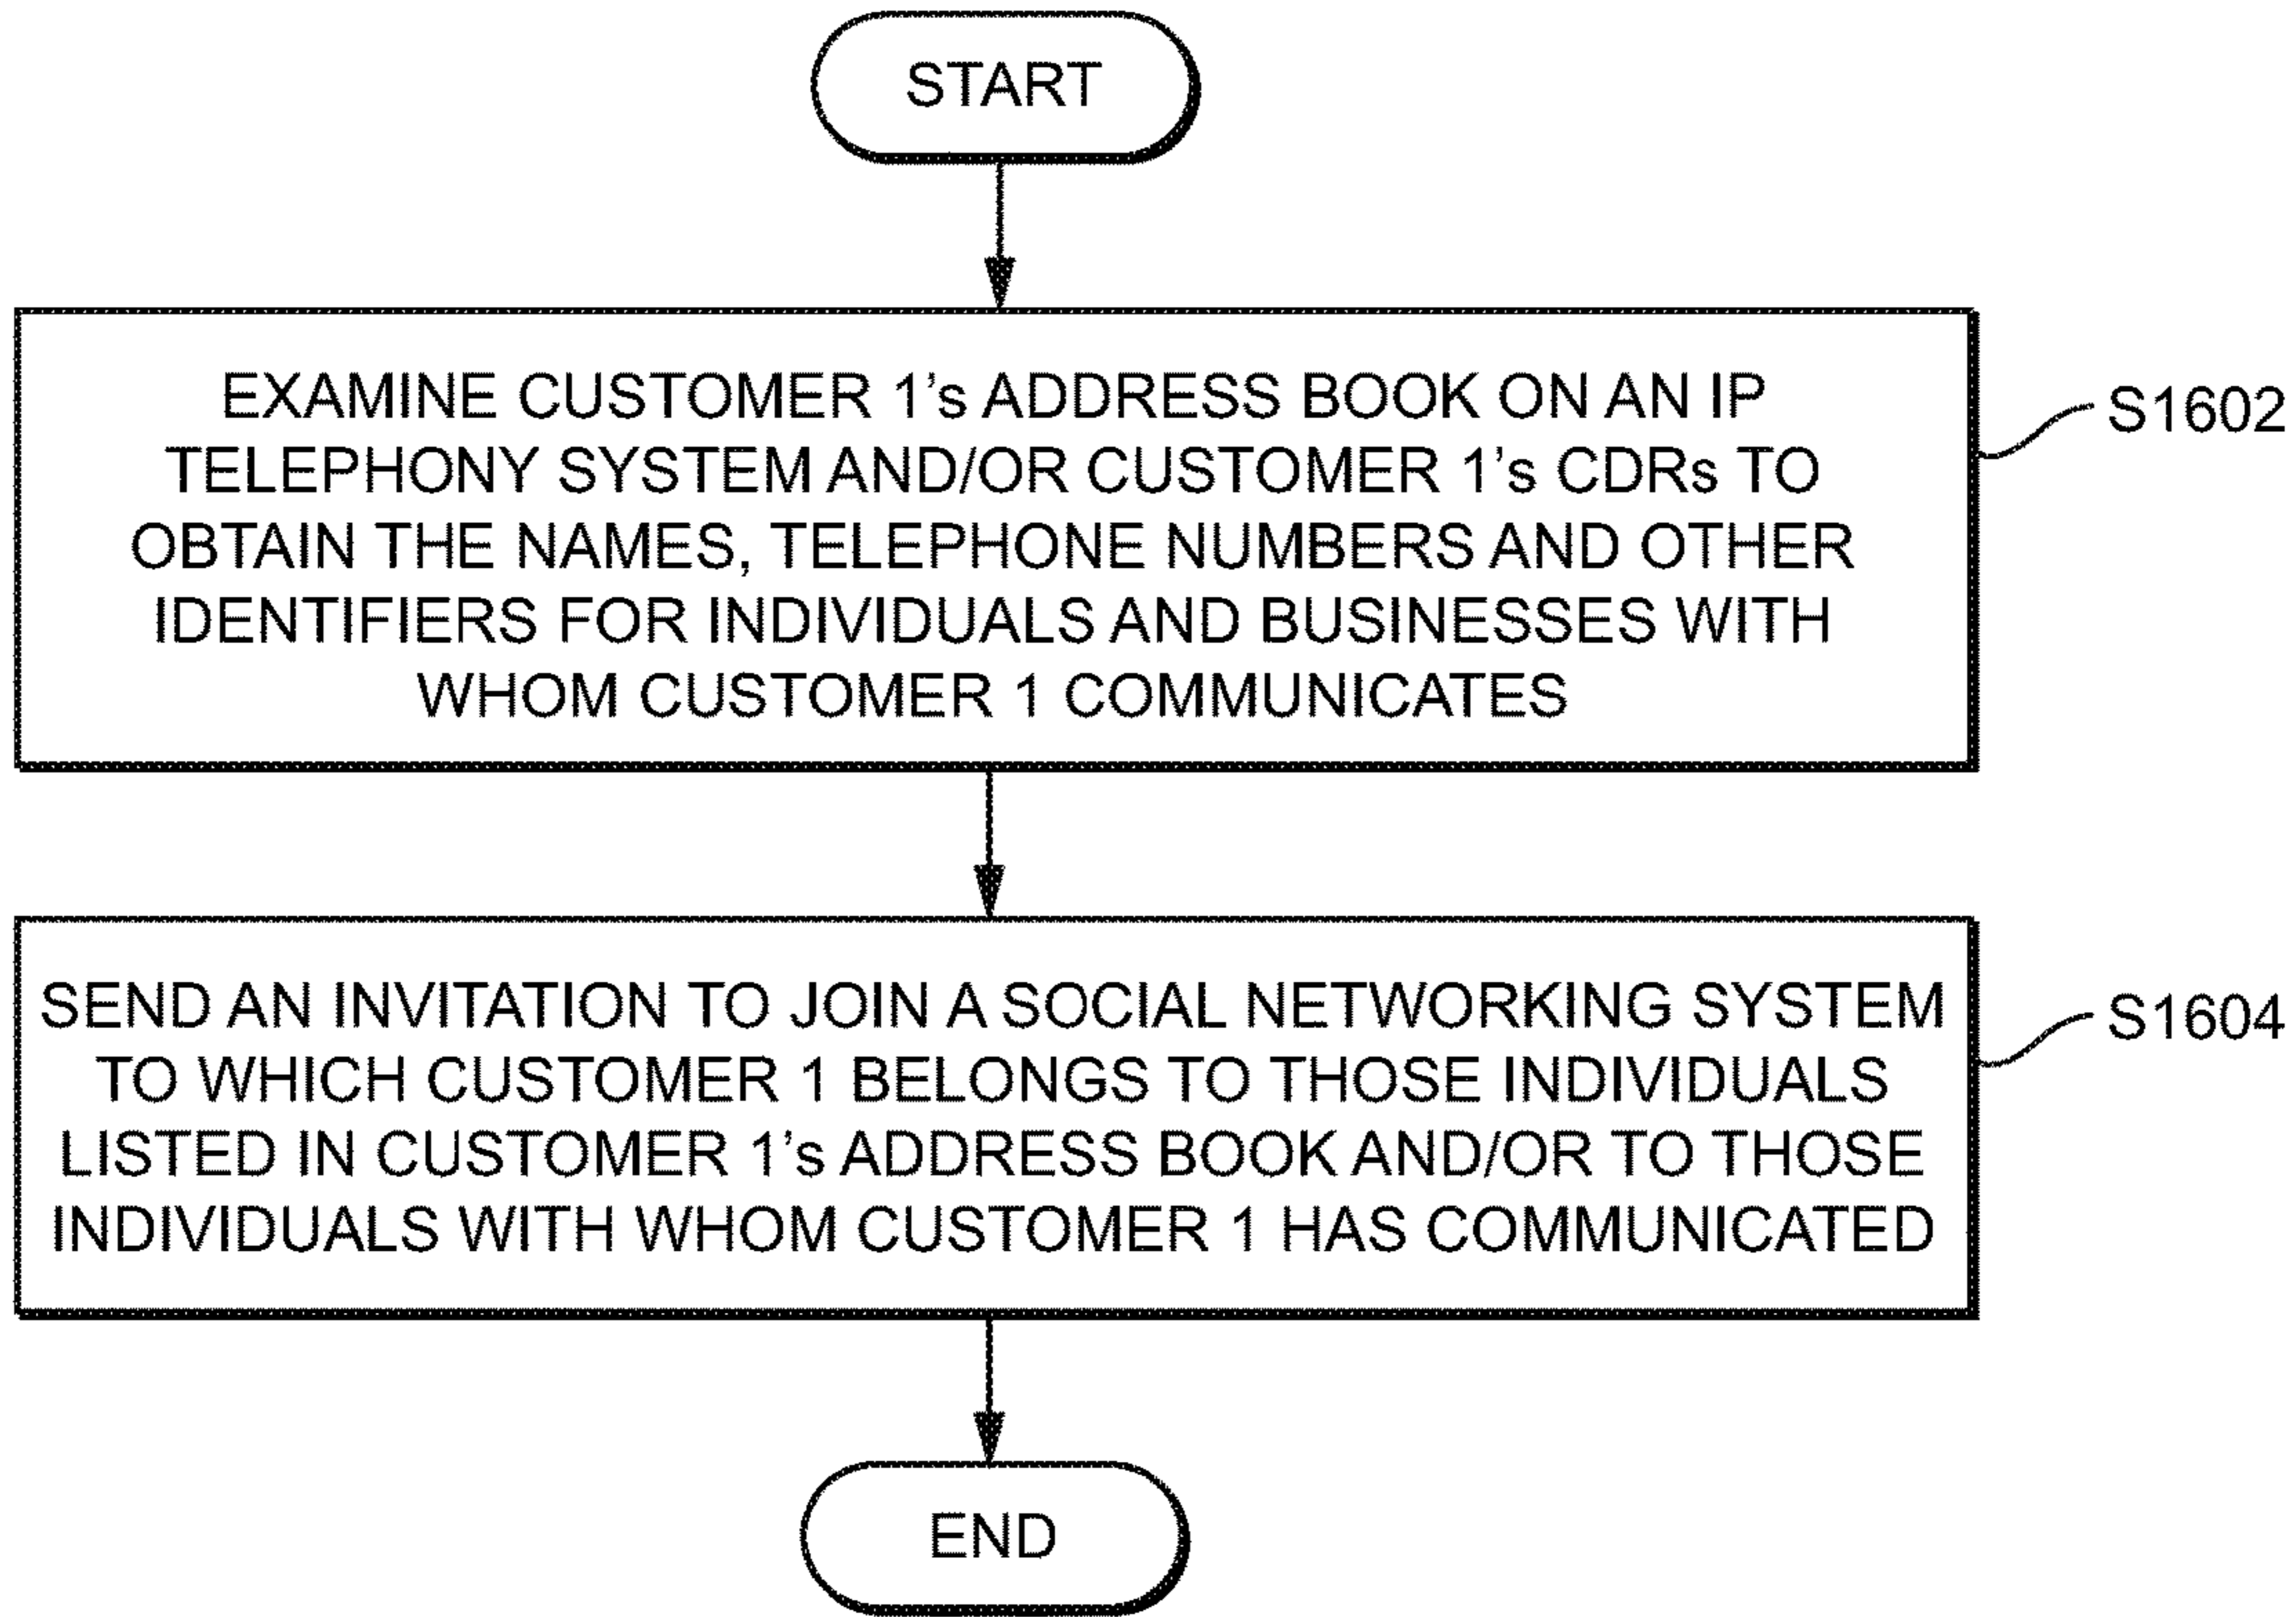 START
EXAMINE CUSTOMER 1's ADDRESS BOOK ON AN IP
TELEPHONY SYSTEM AND/OR CUSTOMER 1's CDRs TO
OBTAIN THE NAMES, TELEPHONE NUMBERS AND OTHER
IDENTIFIERS FOR INDIVIDUALS AND BUSINESSES WITH
WHOM CUSTOMER 1 COMMUNICATES
S1602
SEND AN INVITATION TO JOIN A SOCIAL NETWORKING SYSTEM
TO WHICH CUSTOMER 1 BELONGS TO THOSE INDIVIDUALS
LISTED IN CUSTOMER 1's ADDRESS BOOK AND/OR TO THOSE
INDIVIDUALS WITH WHOM CUSTOMER 1 HAS COMMUNICATED
S1604
END